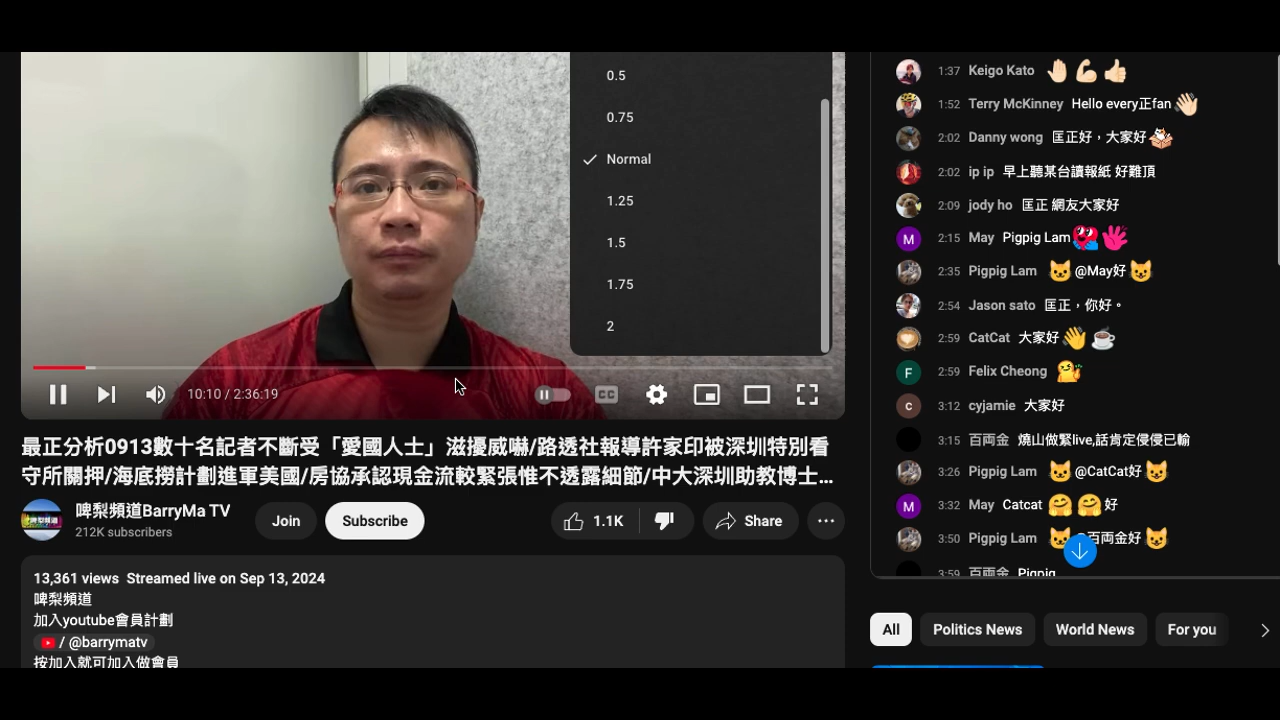 0.5
0.75
Normal
1.25
1.5
1.75
2
10:10 / 2:36:19
CC
最正分析0913數十名記者不斷受「愛國人士」滋擾威嚇/路透社報導許家印被深圳特別看
守所關押/海底撈計劃進軍美國/房協承認現金流較緊張惟不透露細節/中大深圳助教博士...
啤梨頻道BarryMa TV
212K subscribers
Join
Subscribe
1.1K
Share
13,361 views Streamed live on Sep 13, 2024
啤梨頻道
加入youtube會員計劃
/ @barrymatv
按加入就可加入做會員
1:37 Keigo Kato
1:52 Terry McKinney Hello every正fan
2:02 Danny wong 匡正好，大家好
2:02 ip ip 早上聽某台讀報紙 好難頂
2:09 jody ho 匡正 網友大家好
M 2:15 May Pigpig Lam
2:35 Pigpig Lam @May好
2:54 Jason sato 匡正，你好。
2:59 CatCat 大家好
F 2:59 Felix Cheong
c 3:12 cyjamie 大家好
3:15 百両金 燒山做緊live,話肯定侵侵已輸
3:26 Pigpig Lam @CatCat好
M 3:32 May Catcat 好
3:50 Pigpig Lam 百両金好
3:59 百両金 Pigpig
All
Politics News
World News
For you